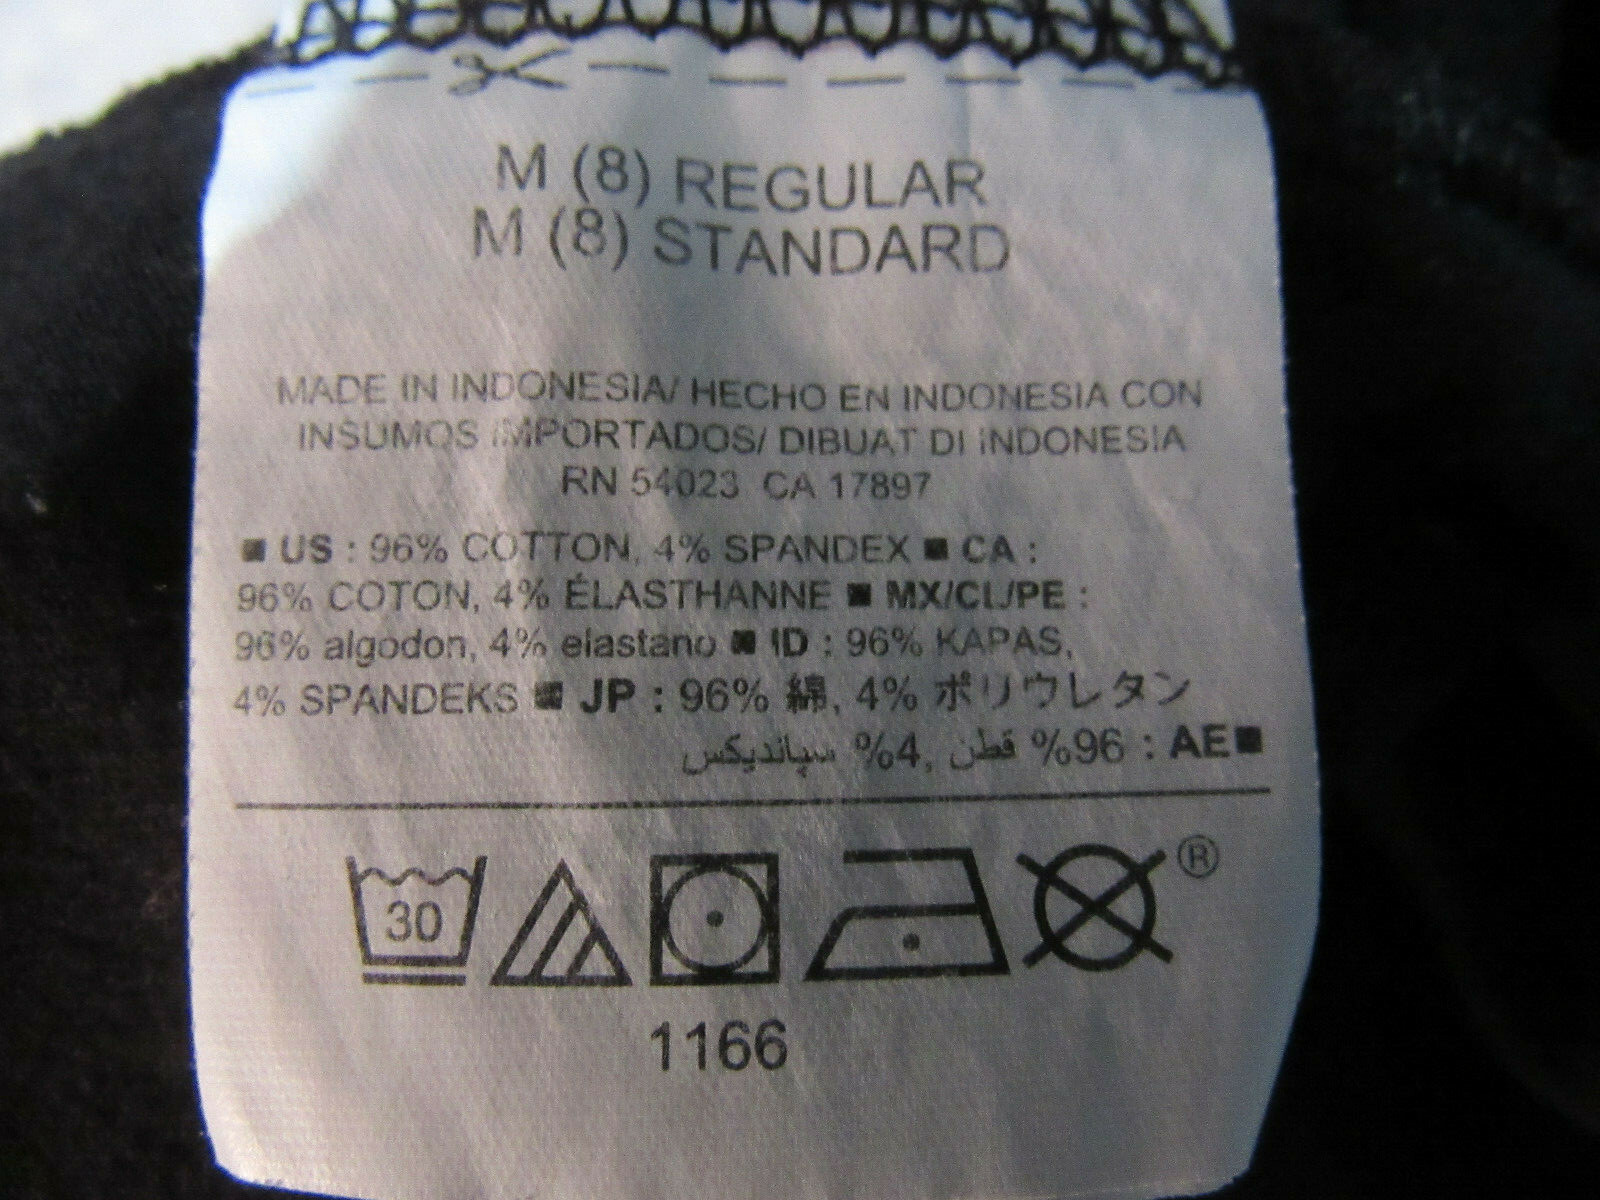 M (8) REGULAR
M (8) STANDARD
MADE IN INDONESIA/ HECHO EN INDONESIA CON
INSUMOS IMPORTADOS/ DIBUAT DI INDONESIA
RN 54023 CA 17897
■ US : 96% COTTON, 4% SPANDEX ■ CA :
96% COTON, 4% ÉLASTHANNE ■ MX/CL/PE :
96% algodon, 4% elastano ■ ID : 96% KAPAS,
4% SPANDEKS ■ JP : 96% 綿, 4% ポリウレタン
■AE : 96% قطن ,4% سپانديكس
30
®
1166